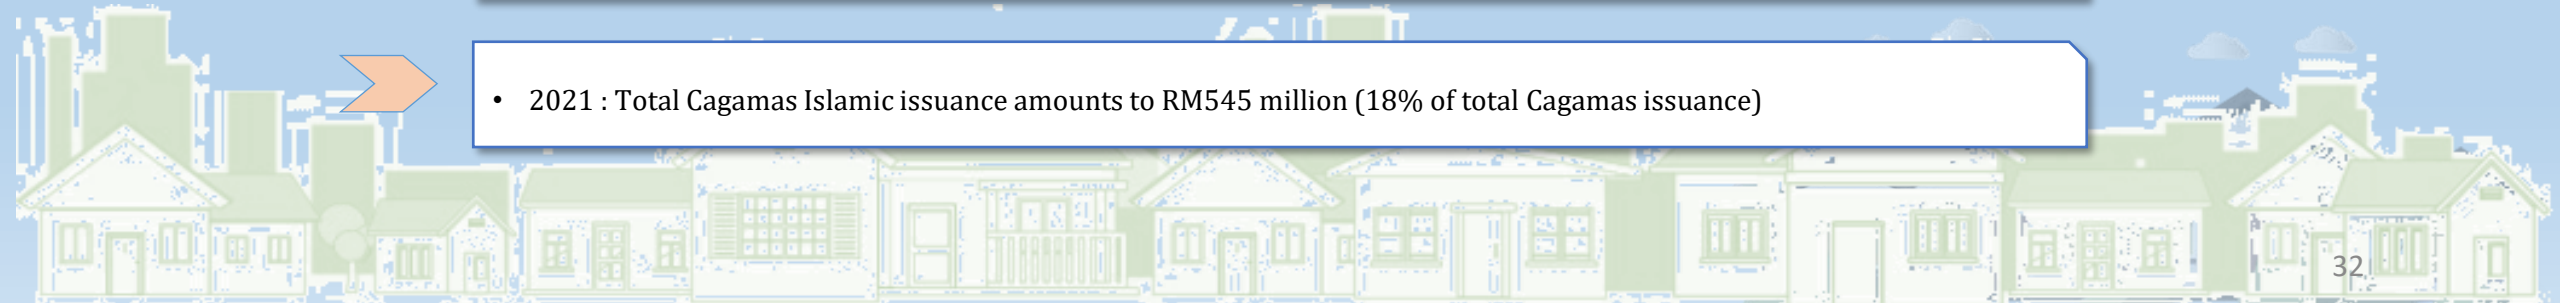 • 2021 : Total Cagamas Islamic issuance amounts to RM545 million (18% of total Cagamas issuance)
32